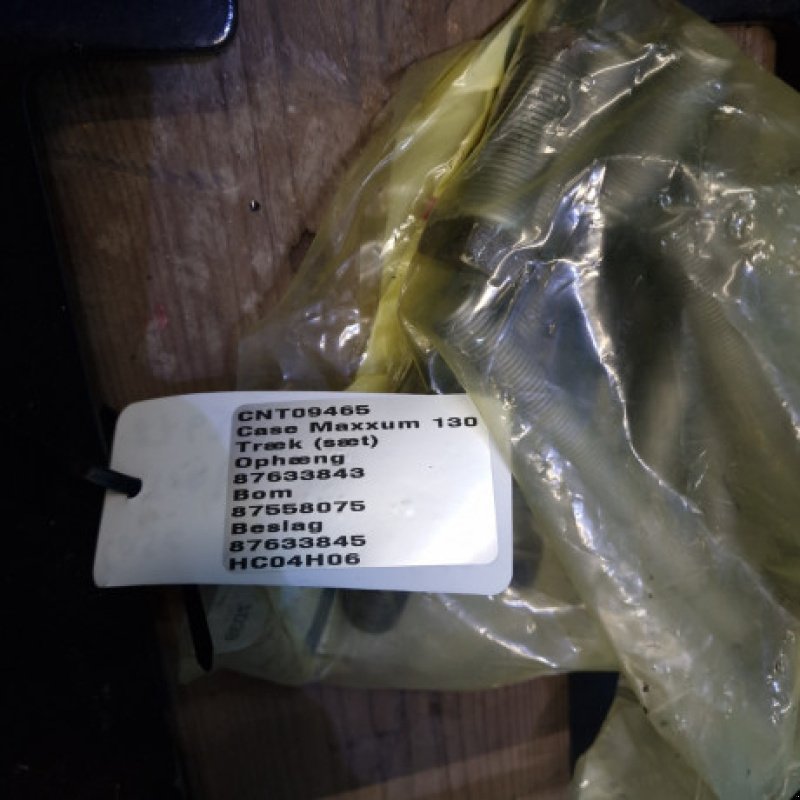 CNT09465
Case Maxxum 130
Træk (sæt)
Ophæng
87633843
Bom
87558075
Beslag
87633845
HC04H06